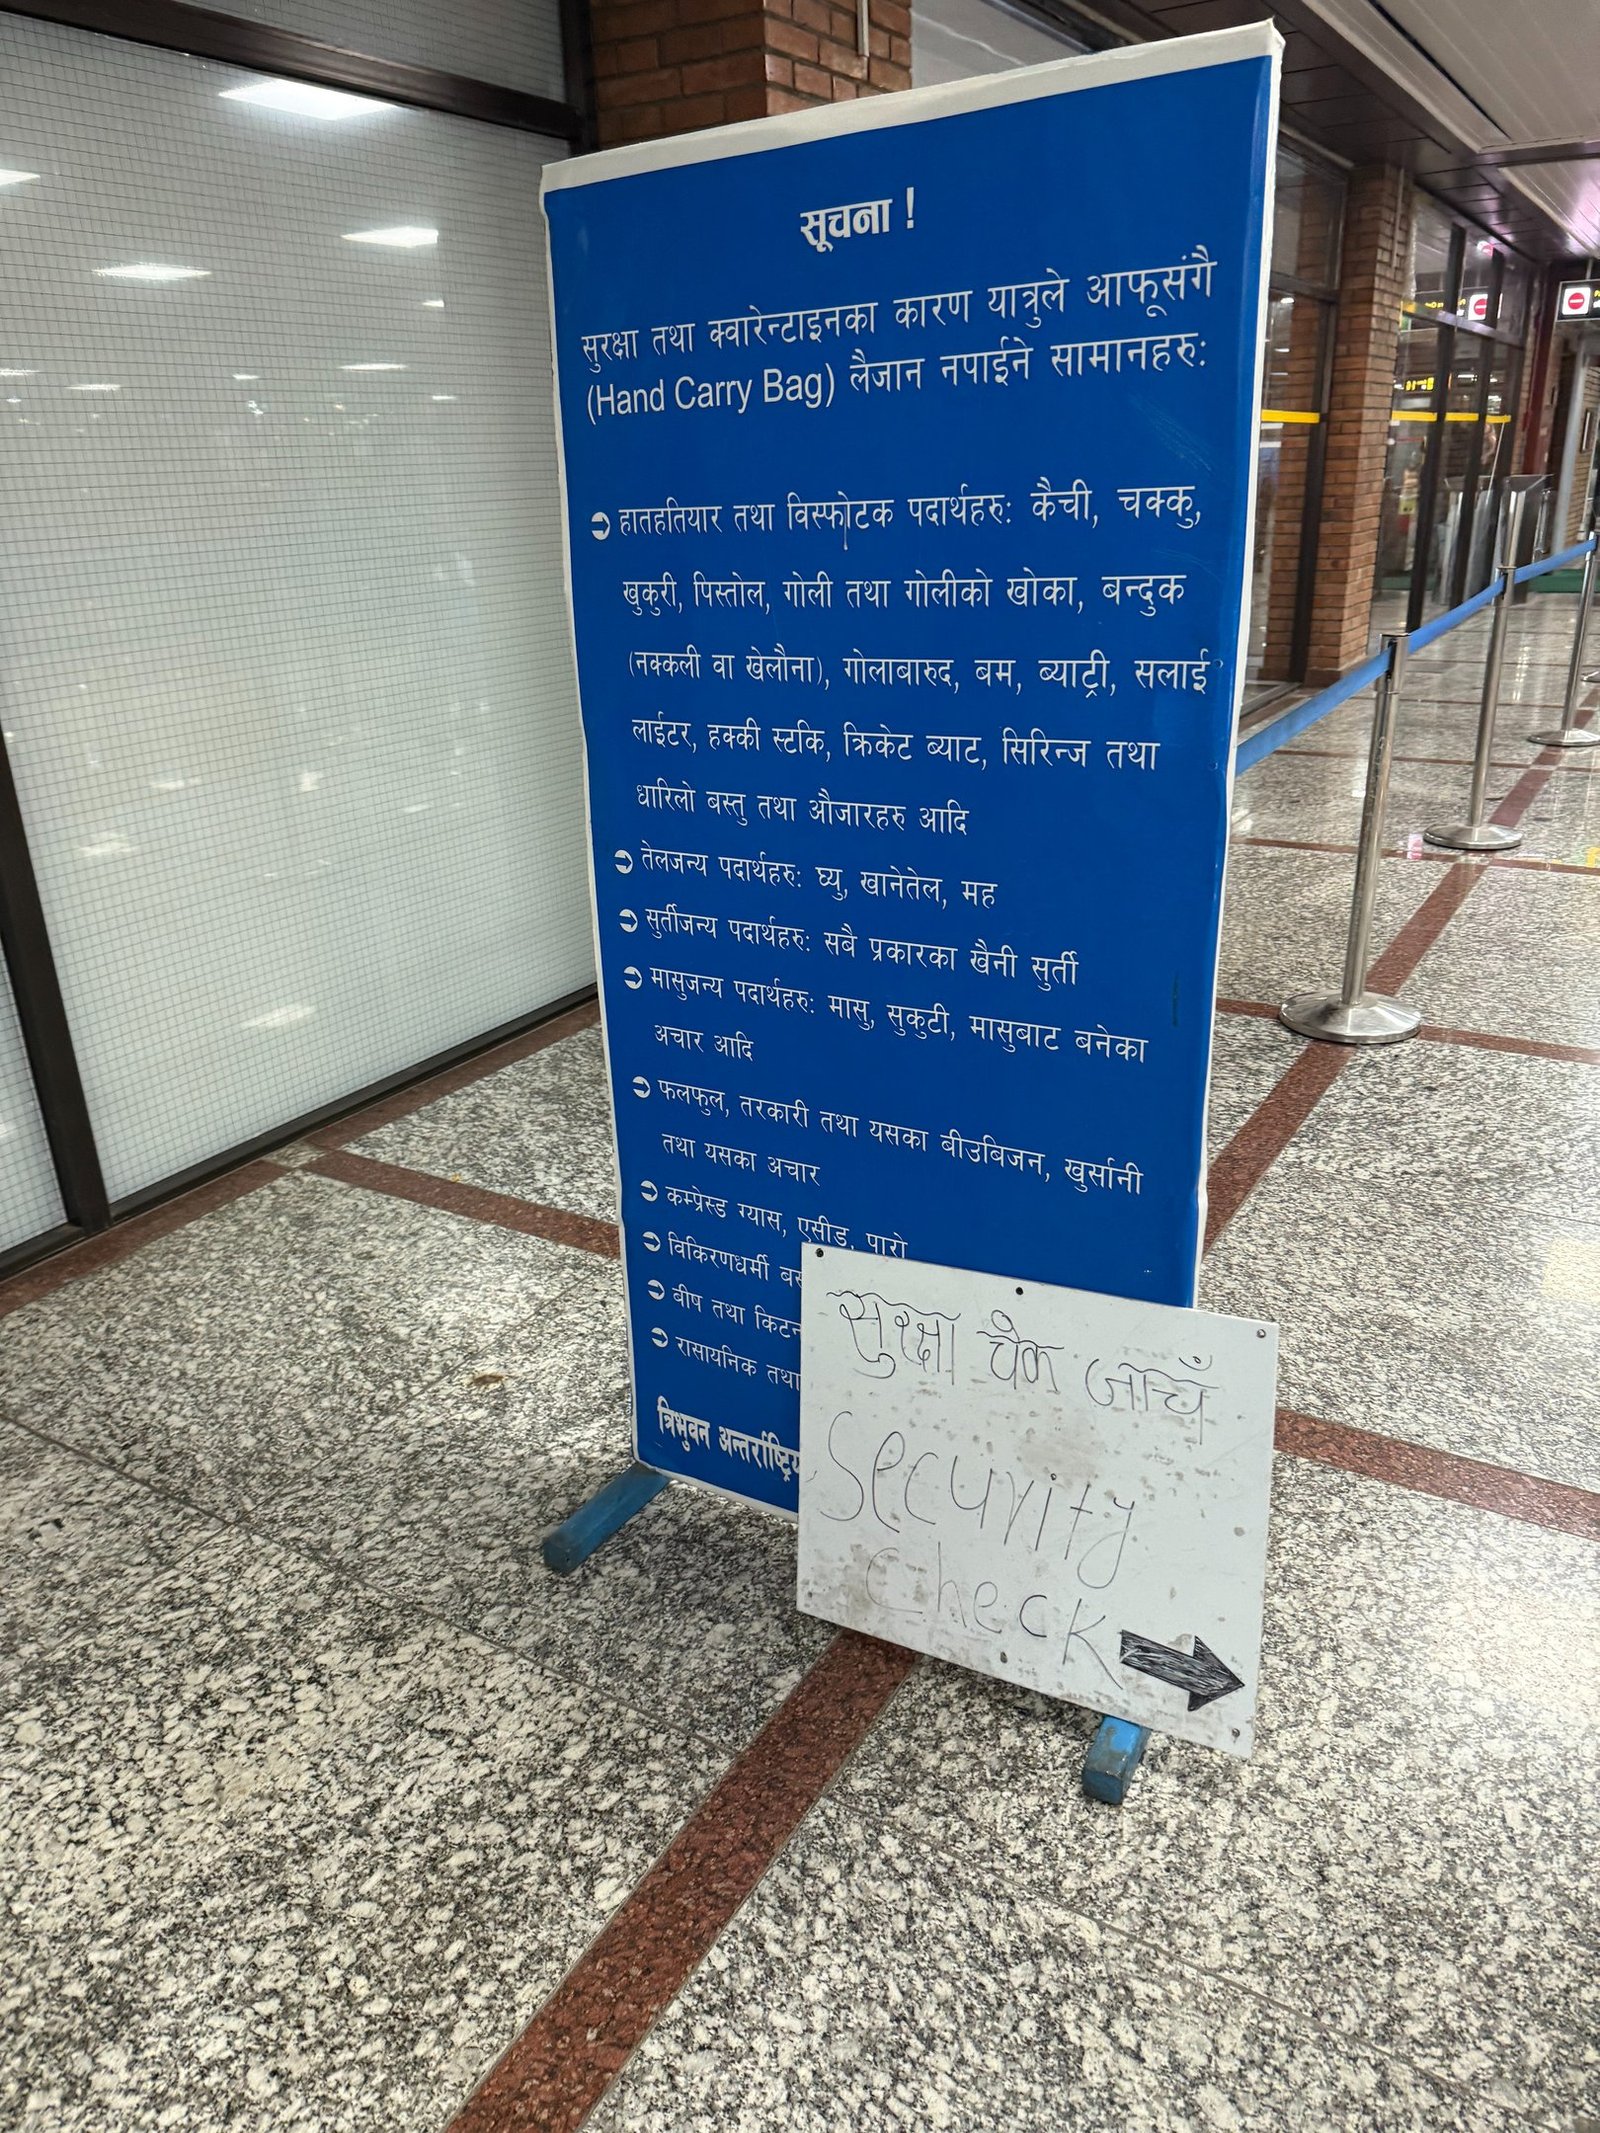 सूचना !
सुरक्षा तथा क्वारेन्टाइनका कारण यात्रुले आफूसंगै
(Hand Carry Bag) लैजान नपाईने सामानहरु:
हातहतियार तथा विस्फोटक पदार्थहरु: कैची, चक्कु,
खुकुरी, पिस्तोल, गोली तथा गोलीको खोका, बन्दुक
(नक्कली वा खेलौना), गोलाबारुद, बम, ब्याट्री, सलाई
लाईटर, हक्की स्टकि, क्रिकेट ब्याट, सिरिन्ज तथा
धारिलो बस्तु तथा औजारहरु आदि
तेलजन्य पदार्थहरु: घ्यु, खानेतेल, मह
सुर्तीजन्य पदार्थहरु: सबै प्रकारका खैनी सुर्ती
मासुजन्य पदार्थहरु: मासु, सुकुटी, मासुबाट बनेका
अचार आदि
फलफुल, तरकारी तथा यसका बीउबिजन, खुर्सानी
तथा यसका अचार
कम्प्रेस्ड ग्यास, एसीड, पारो
विकिरणधर्मी
बीष तथा
रासायनिक तथा
त्रिभुवन अन्तर्राष्ट्रिय
सुरक्षा चेक जाचँ
Security
Check